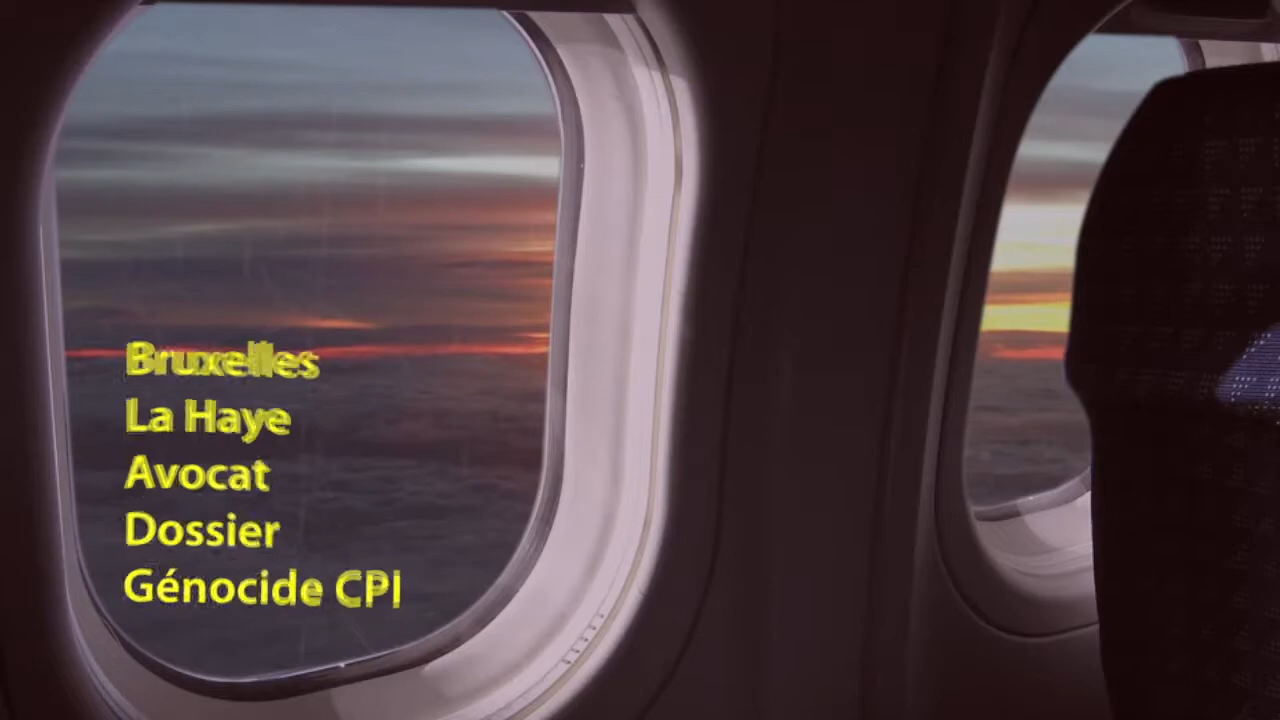 Bruxelles
La Haye
Avocat
Dossier
Génocide CPI